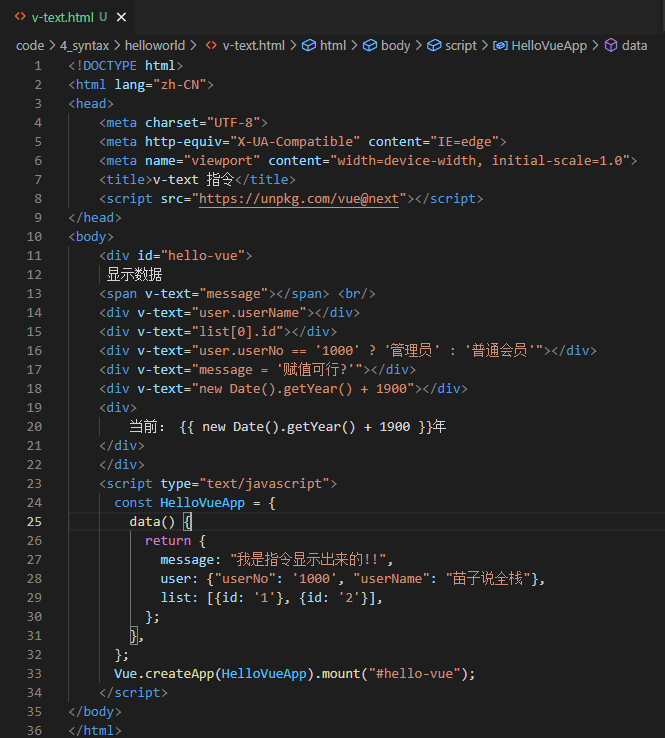 v-text.html U
code > 4_syntax > helloworld > v-text.html > html > body > script > HelloVueApp > data
1 <!DOCTYPE html>
2 <html lang="zh-CN">
3 <head>
4 <meta charset="UTF-8">
5 <meta http-equiv="X-UA-Compatible" content="IE=edge">
6 <meta name="viewport" content="width=device-width, initial-scale=1.0">
7 <title>v-text 指令</title>
8 <script src="https://unpkg.com/vue@next"></script>
9 </head>
10 <body>
11 <div id="hello-vue">
12 显示数据
13 <span v-text="message"></span> <br/>
14 <div v-text="user.userName"></div>
15 <div v-text="list[0].id"></div>
16 <div v-text="user.userNo == '1000' ? '管理员' : '普通会员'"></div>
17 <div v-text="message = '赋值可行?'"></div>
18 <div v-text="new Date().getYear() + 1900"></div>
19 <div>
20 当前： {{ new Date().getYear() + 1900 }}年
21 </div>
22 </div>
23 <script type="text/javascript">
24 const HelloVueApp = {
25 data() {
26 return {
27 message: "我是指令显示出来的!!",
28 user: {"userNo": '1000', "userName": "苗子说全栈"},
29 list: [{id: '1'}, {id: '2'}],
30 };
31 },
32 };
33 Vue.createApp(HelloVueApp).mount("#hello-vue");
34 </script>
35 </body>
36 </html>